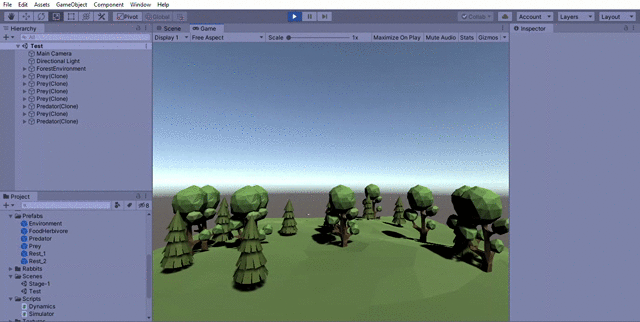 File Edit Assets GameObject Component Window Help
Pivot Global Collab Account Layers Layout
Hierarchy Scene Game Inspector
Display 1 Free Aspect Scale 1x Maximize On Play Mute Audio Stats Gizmos
Test
Main Camera
Directional Light
ForestEnvironment
Prey(Clone)
Prey(Clone)
Prey(Clone)
Predator(Clone)
Prey(Clone)
Predator(Clone)
Project
8
Prefabs
Environment
FoodHerbivore
Predator
Prey
Rest_1
Rest_2
Rabbits
Scenes
Stage-1
Test
Scripts
Dynamics
Simulator